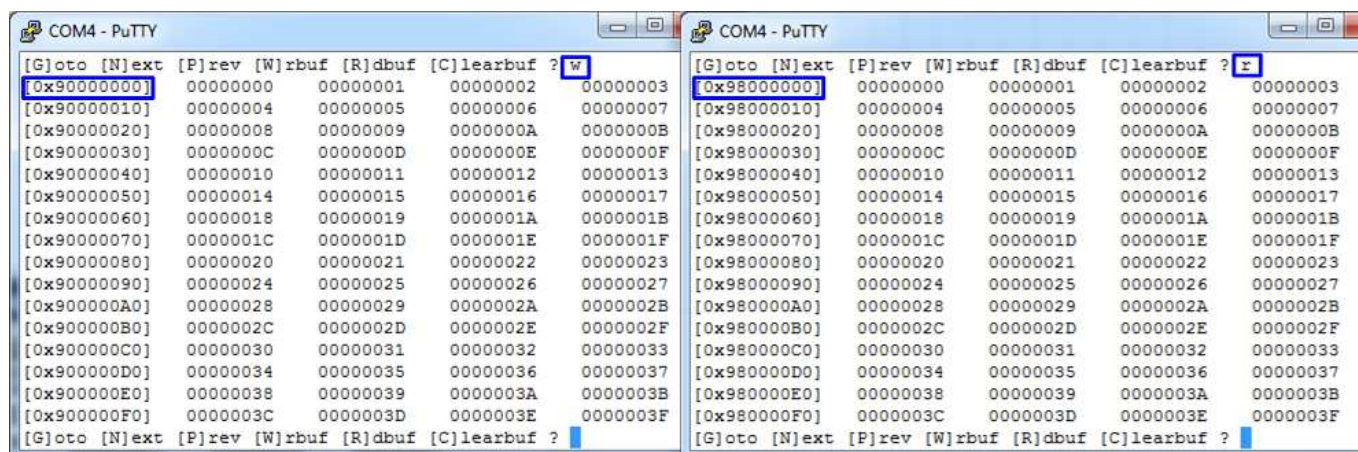 COM4 - PuTTY
[G]oto [N]ext [P]rev [W]rbuf [R]dbuf [C]learbuf ? w
[0x90000000] 00000000 00000001 00000002 00000003
[0x90000010] 00000004 00000005 00000006 00000007
[0x90000020] 00000008 00000009 0000000A 0000000B
[0x90000030] 0000000C 0000000D 0000000E 0000000F
[0x90000040] 00000010 00000011 00000012 00000013
[0x90000050] 00000014 00000015 00000016 00000017
[0x90000060] 00000018 00000019 0000001A 0000001B
[0x90000070] 0000001C 0000001D 0000001E 0000001F
[0x90000080] 00000020 00000021 00000022 00000023
[0x90000090] 00000024 00000025 00000026 00000027
[0x900000A0] 00000028 00000029 0000002A 0000002B
[0x900000B0] 0000002C 0000002D 0000002E 0000002F
[0x900000C0] 00000030 00000031 00000032 00000033
[0x900000D0] 00000034 00000035 00000036 00000037
[0x900000E0] 00000038 00000039 0000003A 0000003B
[0x900000F0] 0000003C 0000003D 0000003E 0000003F
[G]oto [N]ext [P]rev [W]rbuf [R]dbuf [C]learbuf ?
COM4 - PuTTY
[G]oto [N]ext [P]rev [W]rbuf [R]dbuf [C]learbuf ? r
[0x98000000] 00000000 00000001 00000002 00000003
[0x98000010] 00000004 00000005 00000006 00000007
[0x98000020] 00000008 00000009 0000000A 0000000B
[0x98000030] 0000000C 0000000D 0000000E 0000000F
[0x98000040] 00000010 00000011 00000012 00000013
[0x98000050] 00000014 00000015 00000016 00000017
[0x98000060] 00000018 00000019 0000001A 0000001B
[0x98000070] 0000001C 0000001D 0000001E 0000001F
[0x98000080] 00000020 00000021 00000022 00000023
[0x98000090] 00000024 00000025 00000026 00000027
[0x980000A0] 00000028 00000029 0000002A 0000002B
[0x980000B0] 0000002C 0000002D 0000002E 0000002F
[0x980000C0] 00000030 00000031 00000032 00000033
[0x980000D0] 00000034 00000035 00000036 00000037
[0x980000E0] 00000038 00000039 0000003A 0000003B
[0x980000F0] 0000003C 0000003D 0000003E 0000003F
[G]oto [N]ext [P]rev [W]rbuf [R]dbuf [C]learbuf ?